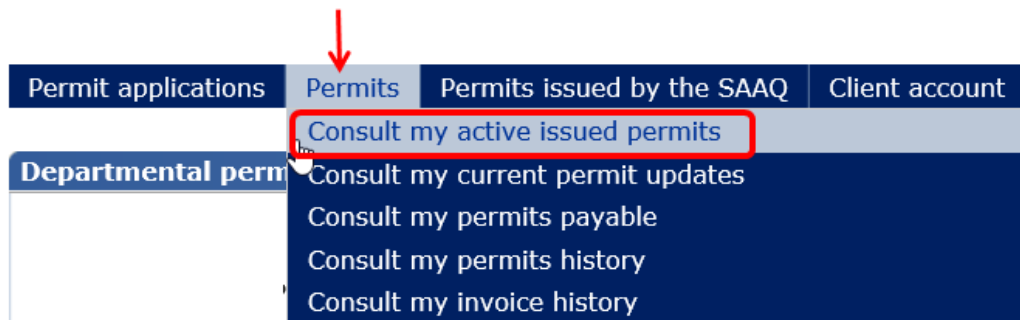 Permit applications Permits Permits issued by the SAAQ Client account
Consult my active issued permits
Departmental perm
Consult my current permit updates
Consult my permits payable
Consult my permits history
Consult my invoice history